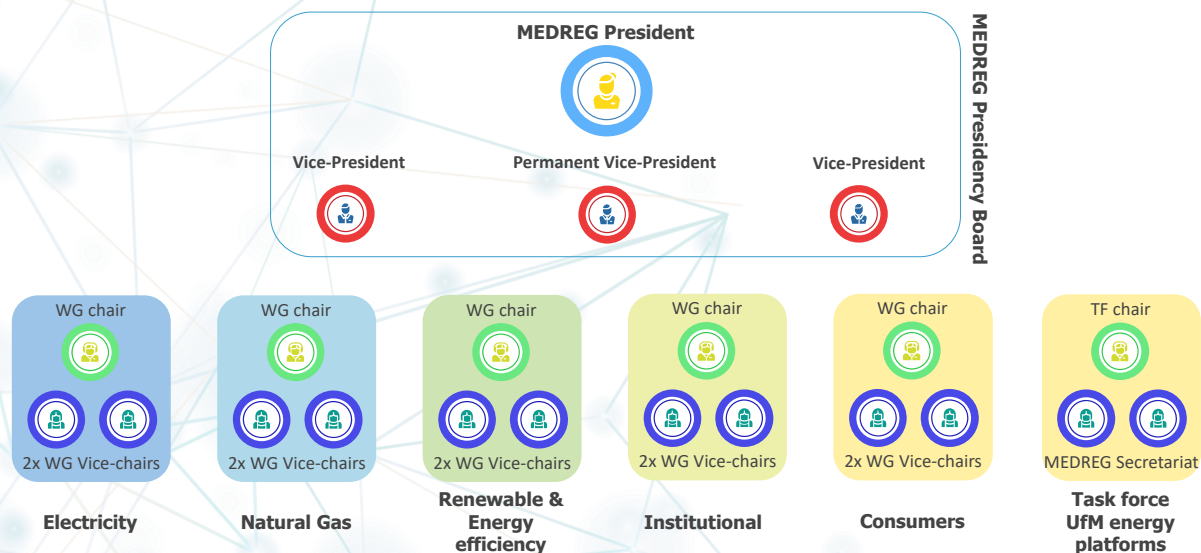 MEDREG President
MEDREG Presidency Board
Vice-President
Permanent Vice-President
Vice-President
WG chair
2x WG Vice-chairs
Electricity
WG chair
2x WG Vice-chairs
Natural Gas
WG chair
2x WG Vice-chairs
Renewable &
Energy
efficiency
WG chair
2x WG Vice-chairs
Institutional
WG chair
2x WG Vice-chairs
Consumers
TF chair
MEDREG Secretariat
Task force
UfM energy
platforms